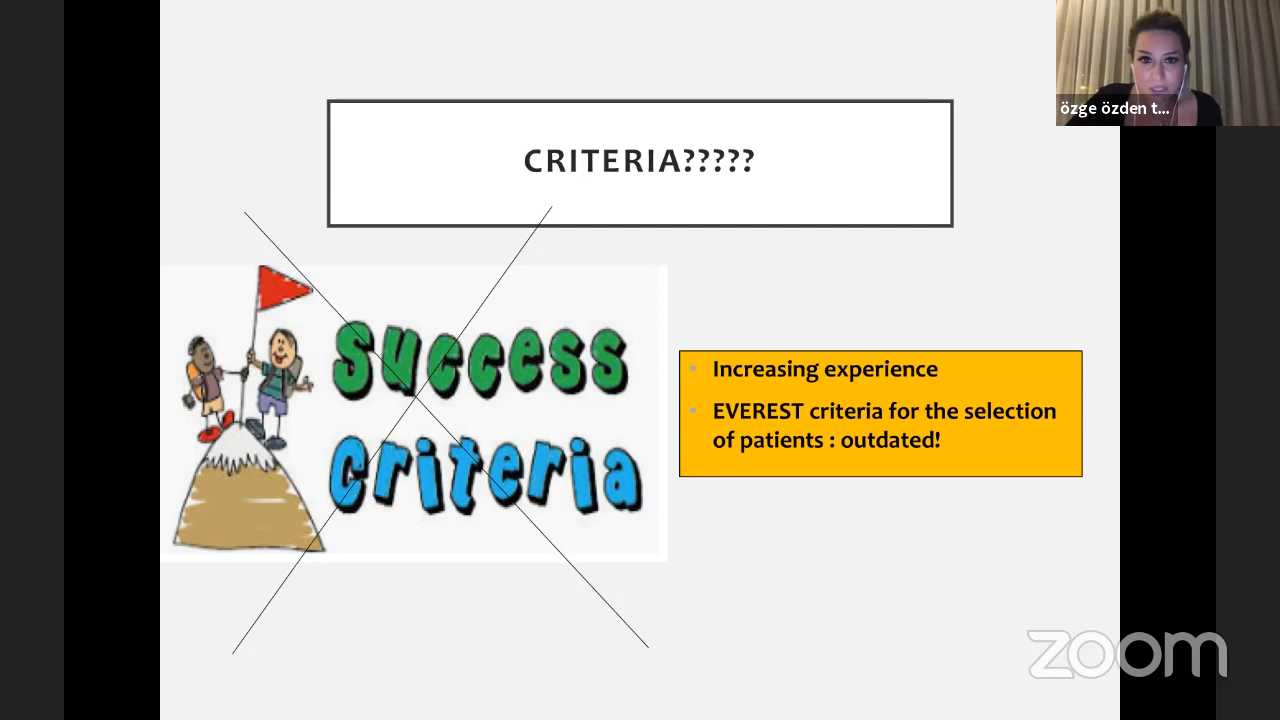 özge özden t...
CRITERIA?????
Success
Criteria
• Increasing experience
• EVEREST criteria for the selection
of patients : outdated!
zoom